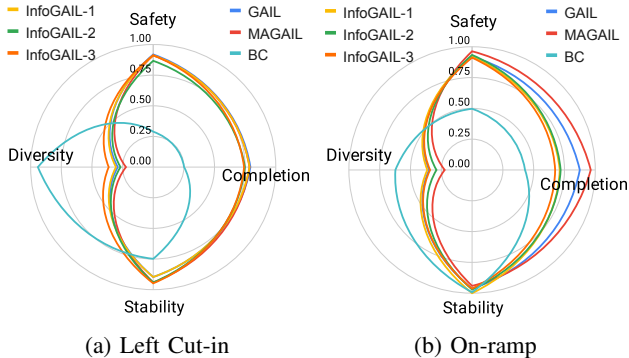 InfoGAIL-1
InfoGAIL-2
InfoGAIL-3
Safety
GAIL
MAGAIL
BC
1.00
0.75
0.50
0.25
0.00
Diversity
Completion
Stability
(a) Left Cut-in
InfoGAIL-1
InfoGAIL-2
InfoGAIL-3
Safety
GAIL
MAGAIL
BC
1.00
0.75
0.50
0.25
0.00
Diversity
Completion
Stability
(b) On-ramp